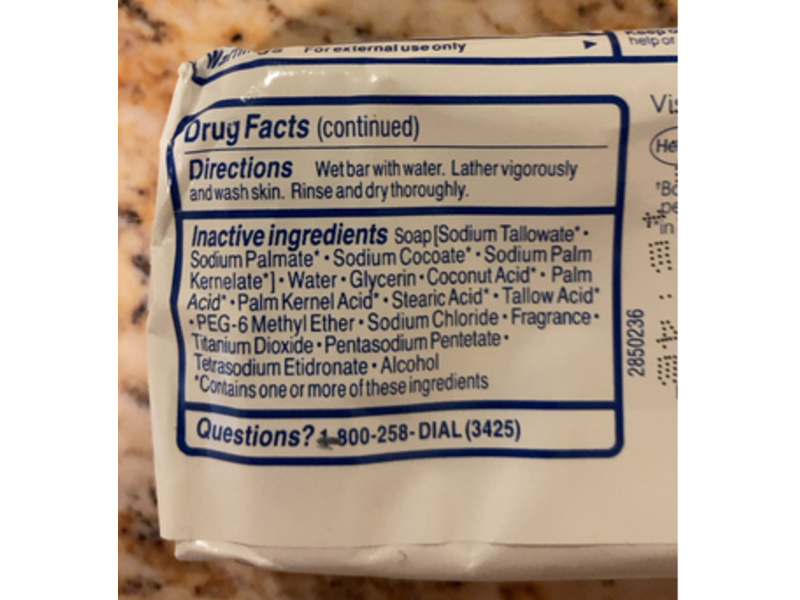 Warnings For external use only
help or
Drug Facts (continued)
Directions Wet bar with water. Lather vigorously
and wash skin. Rinse and dry thoroughly.
Inactive ingredients Soap [Sodium Tallowate* •
Sodium Palmate* • Sodium Cocoate* • Sodium Palm
Kernelate*] • Water • Glycerin • Coconut Acid* • Palm
Acid* • Palm Kernel Acid* • Stearic Acid* • Tallow Acid*
• PEG-6 Methyl Ether • Sodium Chloride • Fragrance •
Titanium Dioxide • Pentasodium Pentetate •
Tetrasodium Etidronate • Alcohol
*Contains one or more of these ingredients
Questions? 1-800-258-DIAL (3425)
2850236